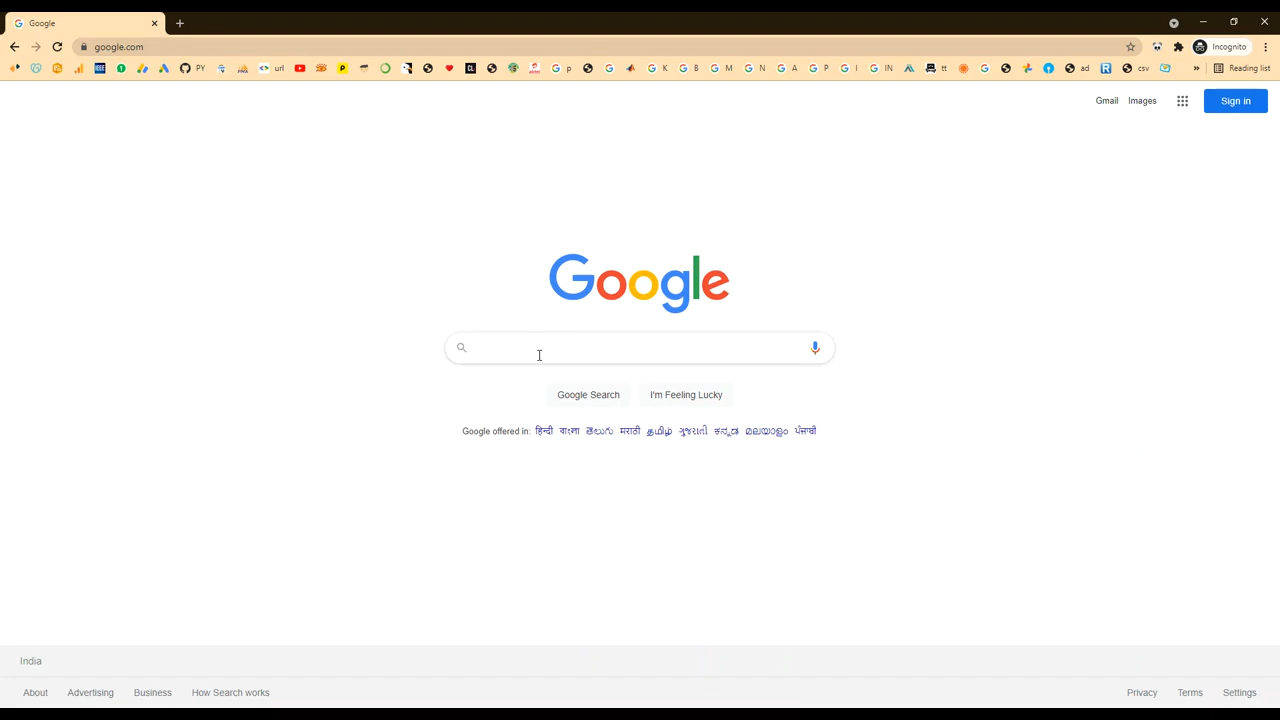 Google
google.com
Incognito
PY url p K B M N A P I IN tt ad csv Reading list
Gmail Images Sign in
Google
Google Search I'm Feeling Lucky
Google offered in: हिन्दी বাংলা తెలుగు मराठी தமிழ் ગુજરાતી ಕನ್ನಡ മലയാളം ਪੰਜਾਬੀ
India
About Advertising Business How Search works Privacy Terms Settings